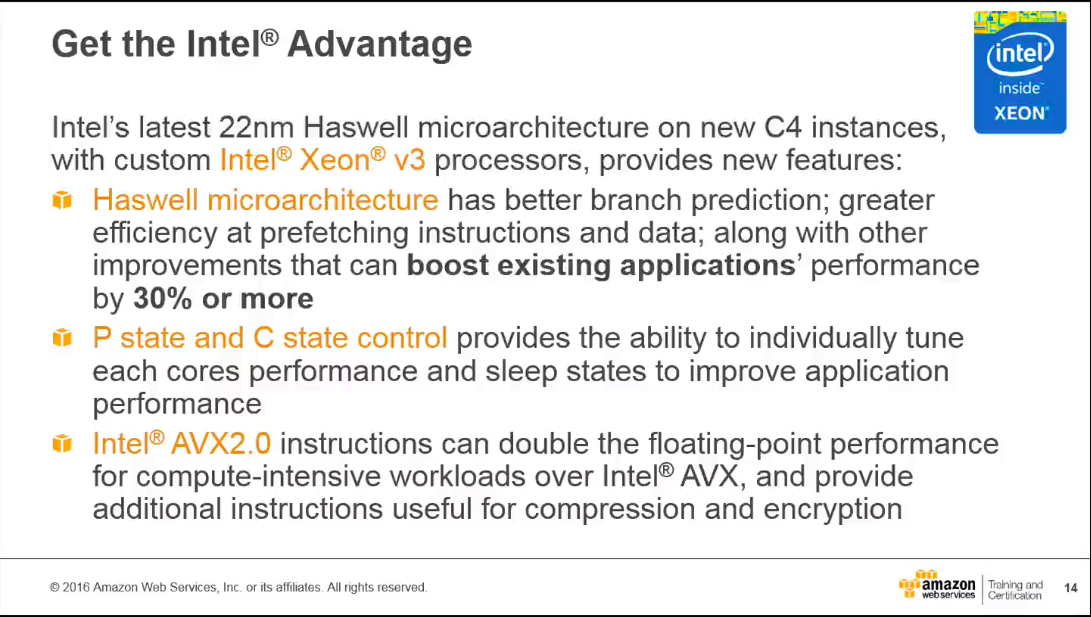 Get the Intel® Advantage
intel
inside™
XEON®
Intel's latest 22nm Haswell microarchitecture on new C4 instances,
with custom Intel® Xeon® v3 processors, provides new features:
Haswell microarchitecture has better branch prediction; greater
efficiency at prefetching instructions and data; along with other
improvements that can boost existing applications' performance
by 30% or more
P state and C state control provides the ability to individually tune
each cores performance and sleep states to improve application
performance
Intel® AVX2.0 instructions can double the floating-point performance
for compute-intensive workloads over Intel® AVX, and provide
additional instructions useful for compression and encryption
© 2016 Amazon Web Services, Inc. or its affiliates. All rights reserved.
amazon
web services
Training and
Certification
14